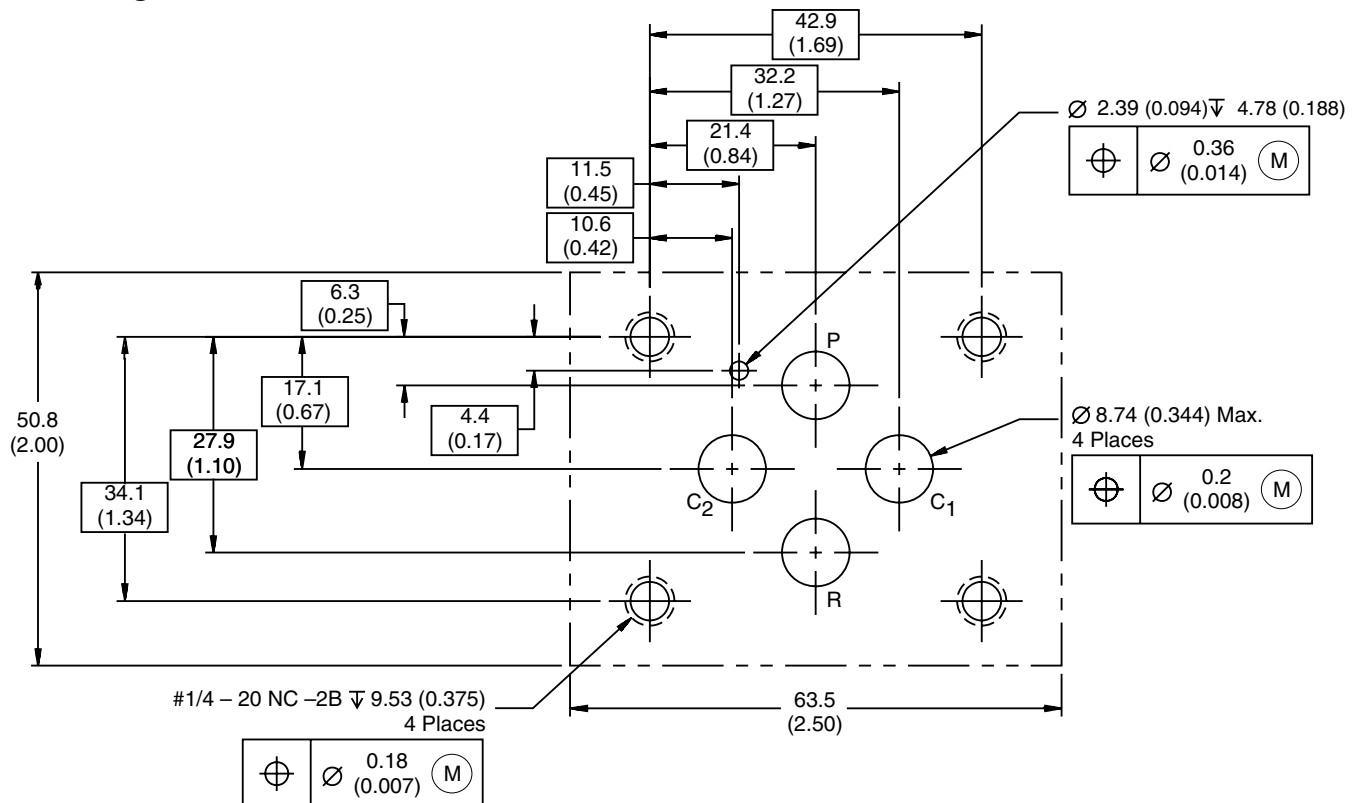 42.9
(1.69)
32.2
(1.27)
⌀ 2.39 (0.094)↧ 4.78 (0.188)
21.4
(0.84)
⌖ ⌀ 0.36
(0.014) Ⓜ
11.5
(0.45)
10.6
(0.42)
6.3
(0.25)
P
17.1
(0.67)
4.4
(0.17)
50.8
(2.00)
27.9
(1.10)
⌀ 8.74 (0.344) Max.
4 Places
34.1
(1.34)
C2
C1
⌖ ⌀ 0.2
(0.008) Ⓜ
R
#1/4 – 20 NC –2B ↧ 9.53 (0.375)
4 Places
63.5
(2.50)
⌖ ⌀ 0.18
(0.007) Ⓜ